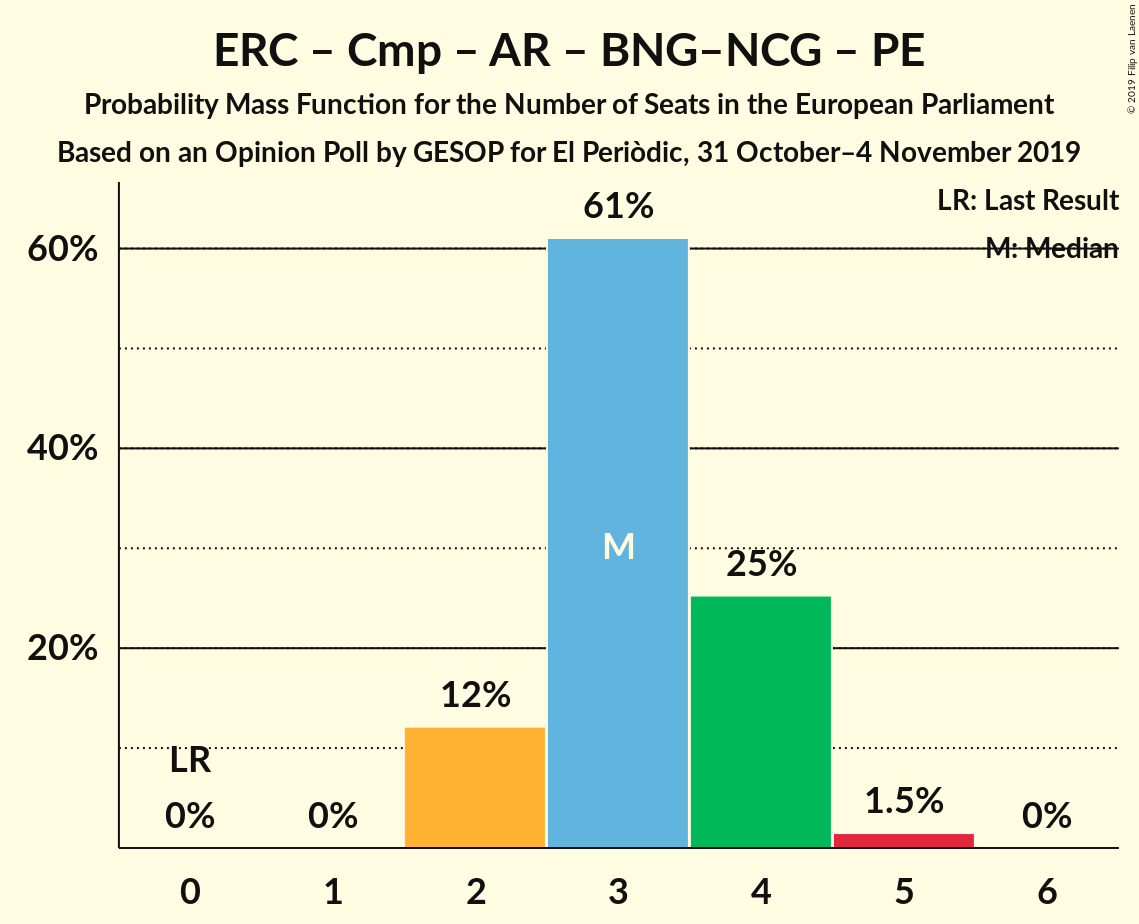 ERC – Cmp – AR – BNG–NCG – PE
Probability Mass Function for the Number of Seats in the European Parliament
Based on an Opinion Poll by GESOP for El Periòdic, 31 October–4 November 2019
© 2019 Filip van Laenen
LR: Last Result
M: Median
61%
60%
40%
M
25%
20%
12%
LR
0%
0%
1.5%
0%
0 1 2 3 4 5 6